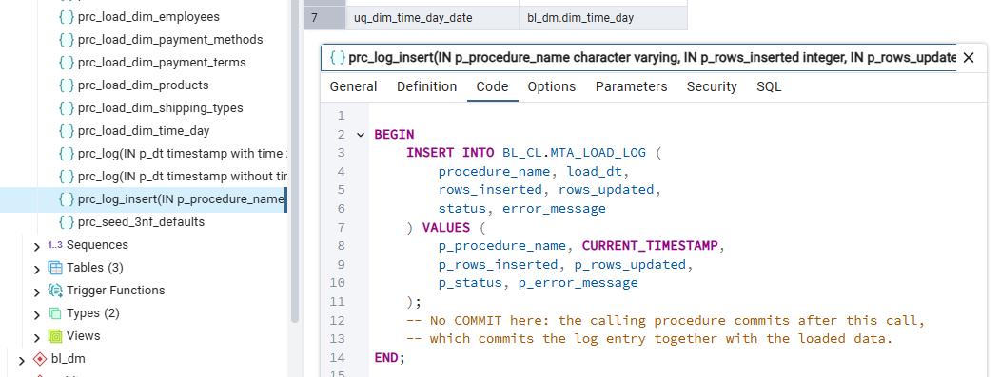 prc_load_dim_employees
prc_load_dim_payment_methods
prc_load_dim_payment_terms
prc_load_dim_products
prc_load_dim_shipping_types
prc_load_dim_time_day
prc_log(IN p_dt timestamp with time
prc_log(IN p_dt timestamp without tir
prc_log_insert(IN p_procedure_name
prc_seed_3nf_defaults
1..3 Sequences
Tables (3)
Trigger Functions
Types (2)
Views
bl_dm
7 uq_dim_time_day_date bl_dm.dim_time_day
prc_log_insert(IN p_procedure_name character varying, IN p_rows_inserted integer, IN p_rows_update
General Definition Code Options Parameters Security SQL
1
2 BEGIN
3 INSERT INTO BL_CL.MTA_LOAD_LOG (
4 procedure_name, load_dt,
5 rows_inserted, rows_updated,
6 status, error_message
7 ) VALUES (
8 p_procedure_name, CURRENT_TIMESTAMP,
9 p_rows_inserted, p_rows_updated,
10 p_status, p_error_message
11 );
12 -- No COMMIT here: the calling procedure commits after this call,
13 -- which commits the log entry together with the loaded data.
14 END;
15